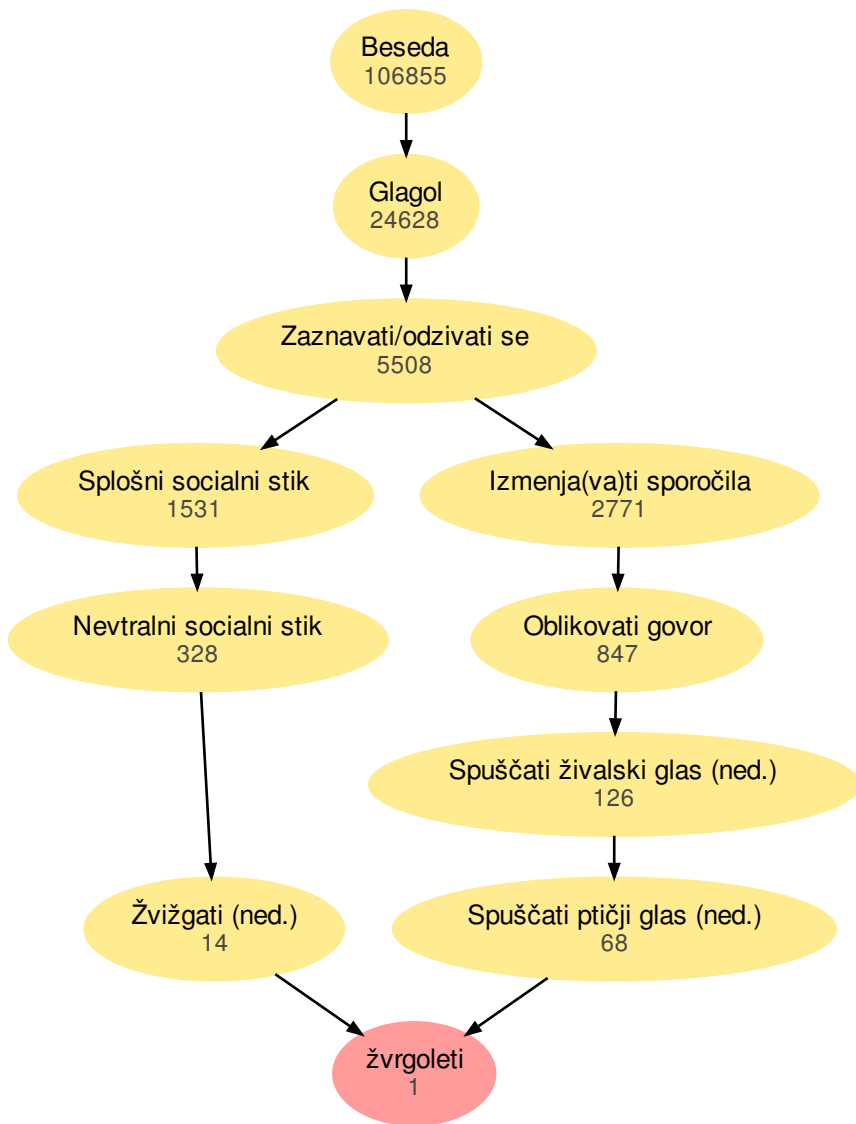 Beseda
106855
Glagol
24628
Zaznavati/odzivati se
5508
Splošni socialni stik
1531
Izmenja(va)ti sporočila
2771
Nevtralni socialni stik
328
Oblikovati govor
847
Spuščati živalski glas (ned.)
126
Žvižgati (ned.)
14
Spuščati ptičji glas (ned.)
68
žvrgoleti
1